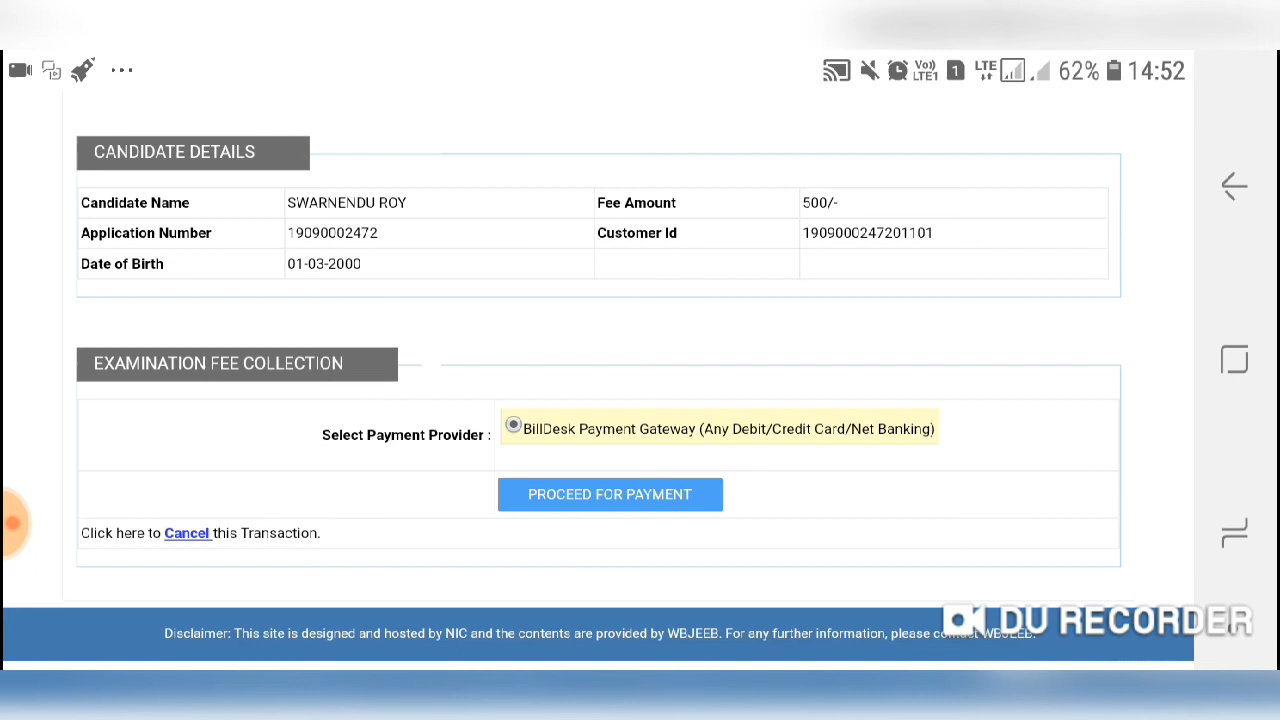 62% 14:52
CANDIDATE DETAILS
Candidate Name SWARNENDU ROY Fee Amount 500/-
Application Number 19090002472 Customer Id 1909000247201101
Date of Birth 01-03-2000
EXAMINATION FEE COLLECTION
Select Payment Provider : BillDesk Payment Gateway (Any Debit/Credit Card/Net Banking)
PROCEED FOR PAYMENT
Click here to Cancel this Transaction.
Disclaimer: This site is designed and hosted by NIC and the contents are provided by WBJEEB. For any further information, please contact WBJEEB.
DU RECORDER